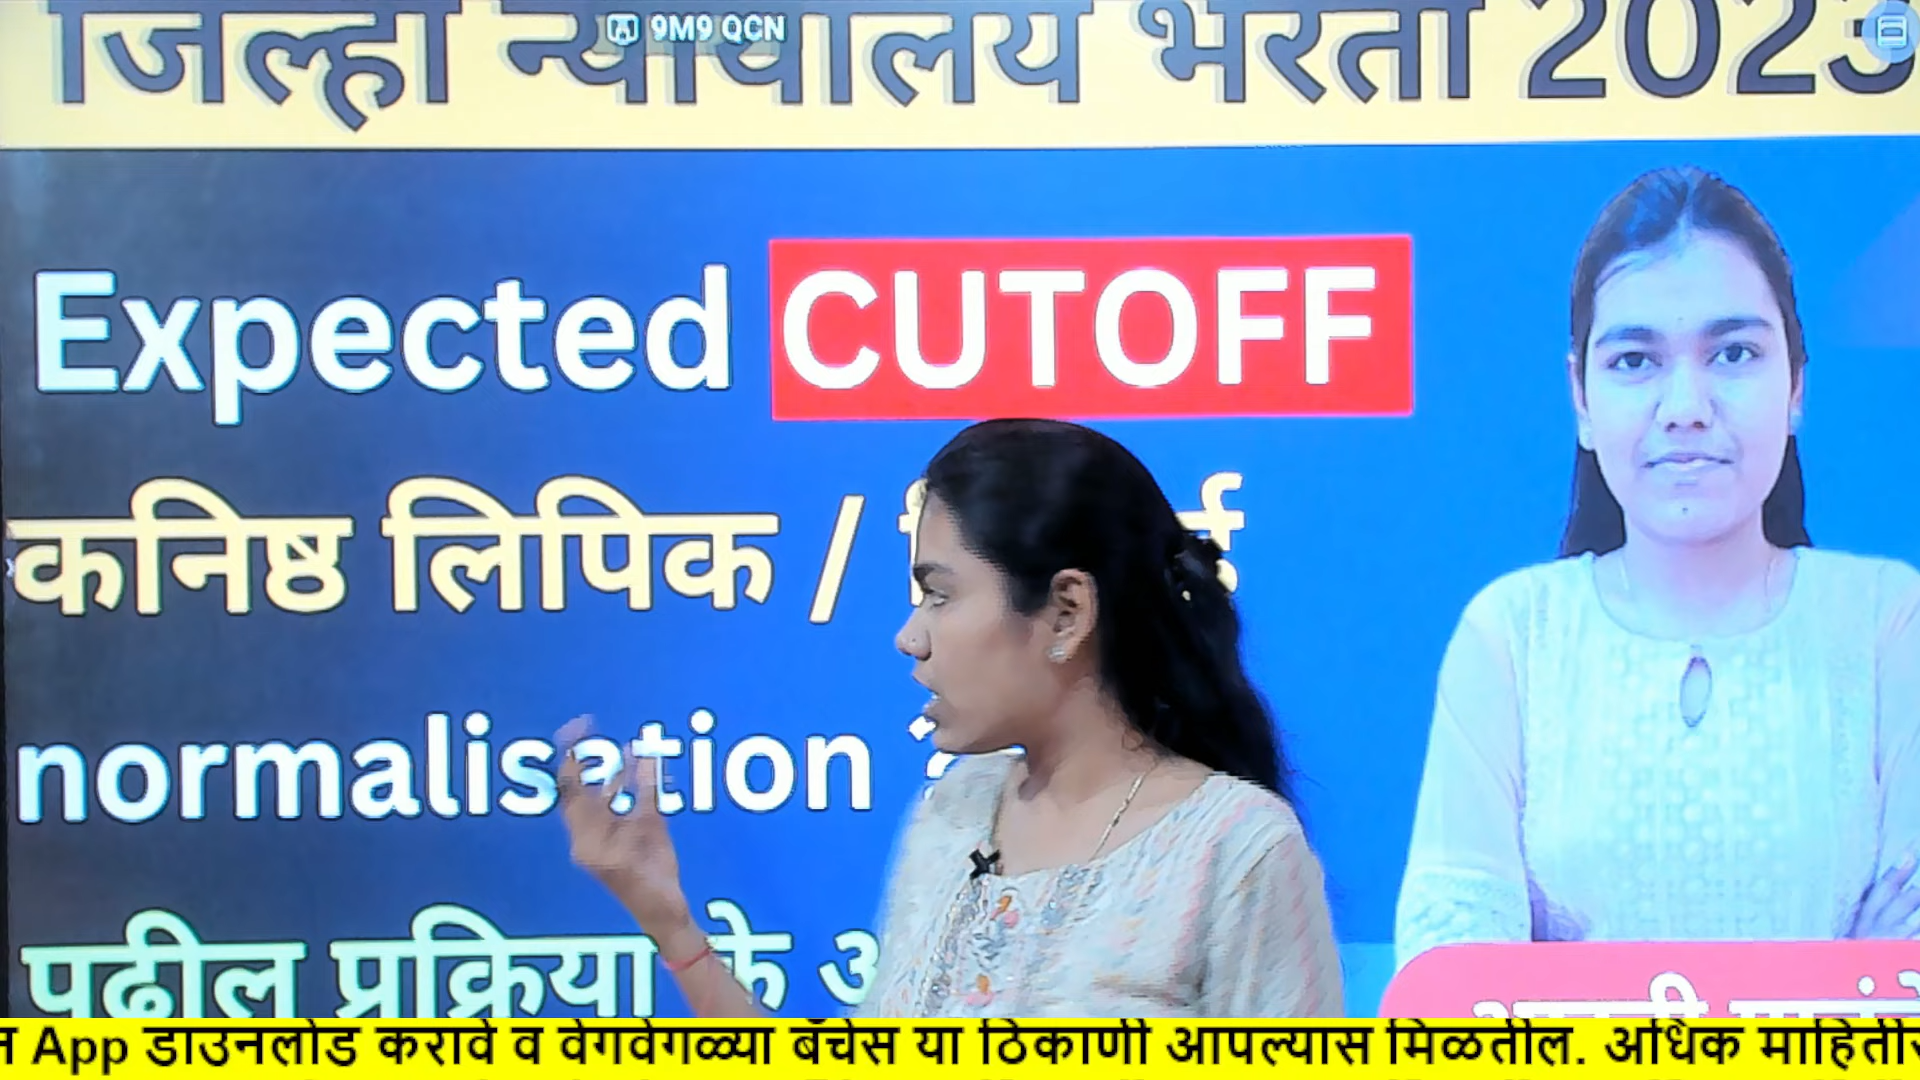 जिल्हा न्यायालय भरती 2023
9M9 QCN
Expected CUTOFF
कनिष्ठ लिपिक /
normalisation
पुढील प्रक्रिया
App डाउनलोड करावे व वेगवेगळ्या बॅचेस या ठिकाणी आपल्यास मिळतील. अधिक